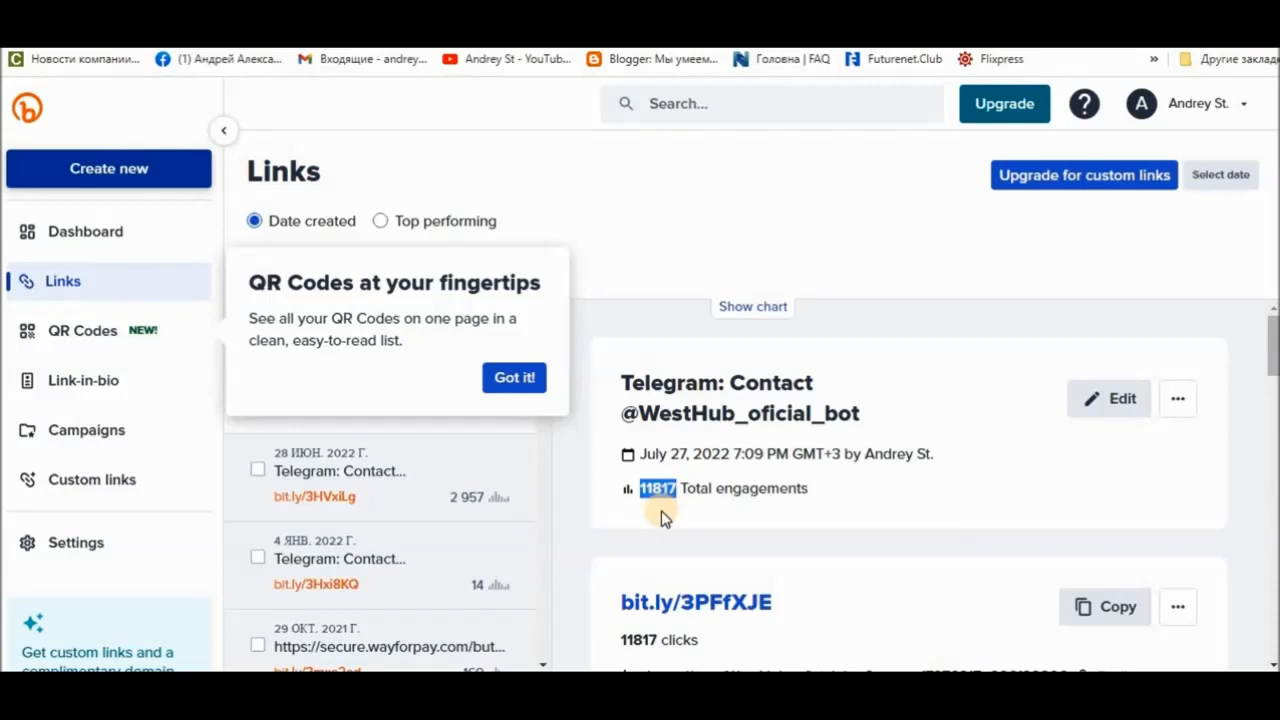 Новости компании...
(1) Андрей Алекса...
Входящие - andrey...
Andrey St - YouTub...
Blogger: Мы умеем...
Головна | FAQ
Futurenet.Club
Flixpress
»
Другие заклад
Search...
Upgrade
?
A
Andrey St.
Create new
Dashboard
Links
QR Codes NEW!
Link-in-bio
Campaigns
Custom links
Settings
Get custom links and a
complimentary domain
Links
Upgrade for custom links
Select date
Date created
Top performing
QR Codes at your fingertips
See all your QR Codes on one page in a
clean, easy-to-read list.
Got it!
28 ИЮН. 2022 Г.
Telegram: Contact...
bit.ly/3HVxiLg 2 957
4 ЯНВ. 2022 Г.
Telegram: Contact...
bit.ly/3Hxi8KQ 14
29 ОКТ. 2021 Г.
https://secure.wayforpay.com/but...
Show chart
Telegram: Contact
@WestHub_oficial_bot
Edit
July 27, 2022 7:09 PM GMT+3 by Andrey St.
11817 Total engagements
bit.ly/3PFfXJE
Copy
11817 clicks